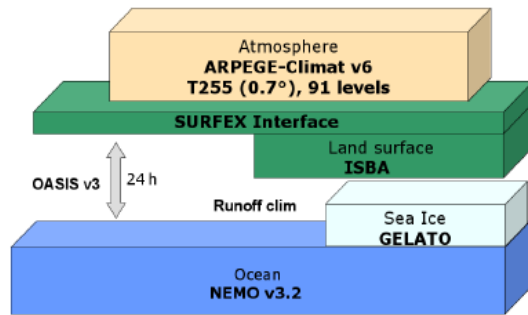 Atmosphere
ARPEGE-Climat v6
T255 (0.7°), 91 levels
SURFEX Interface
Land surface
ISBA
OASIS v3
24 h
Runoff clim
Sea Ice
GELATO
Ocean
NEMO v3.2